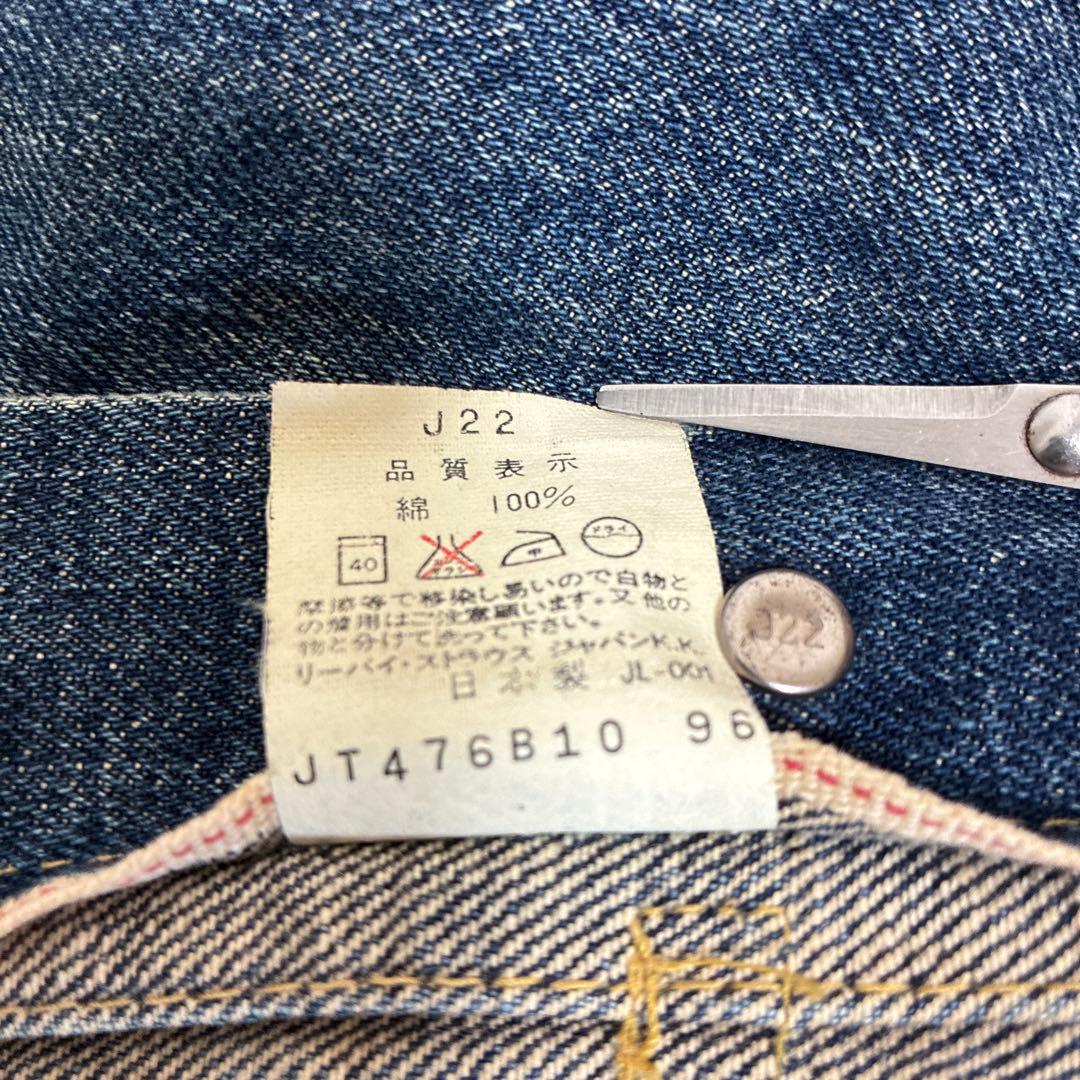 J22
品質表示
綿 100%
40 中 ドライ
摩擦等で移染し易いので白物と
の着用はご注意願います。又他の
物と分けて洗って下さい。
リーバイ・ストラウス ジャパンK.K.
日本製 JL-001
JT476B10 96
J22